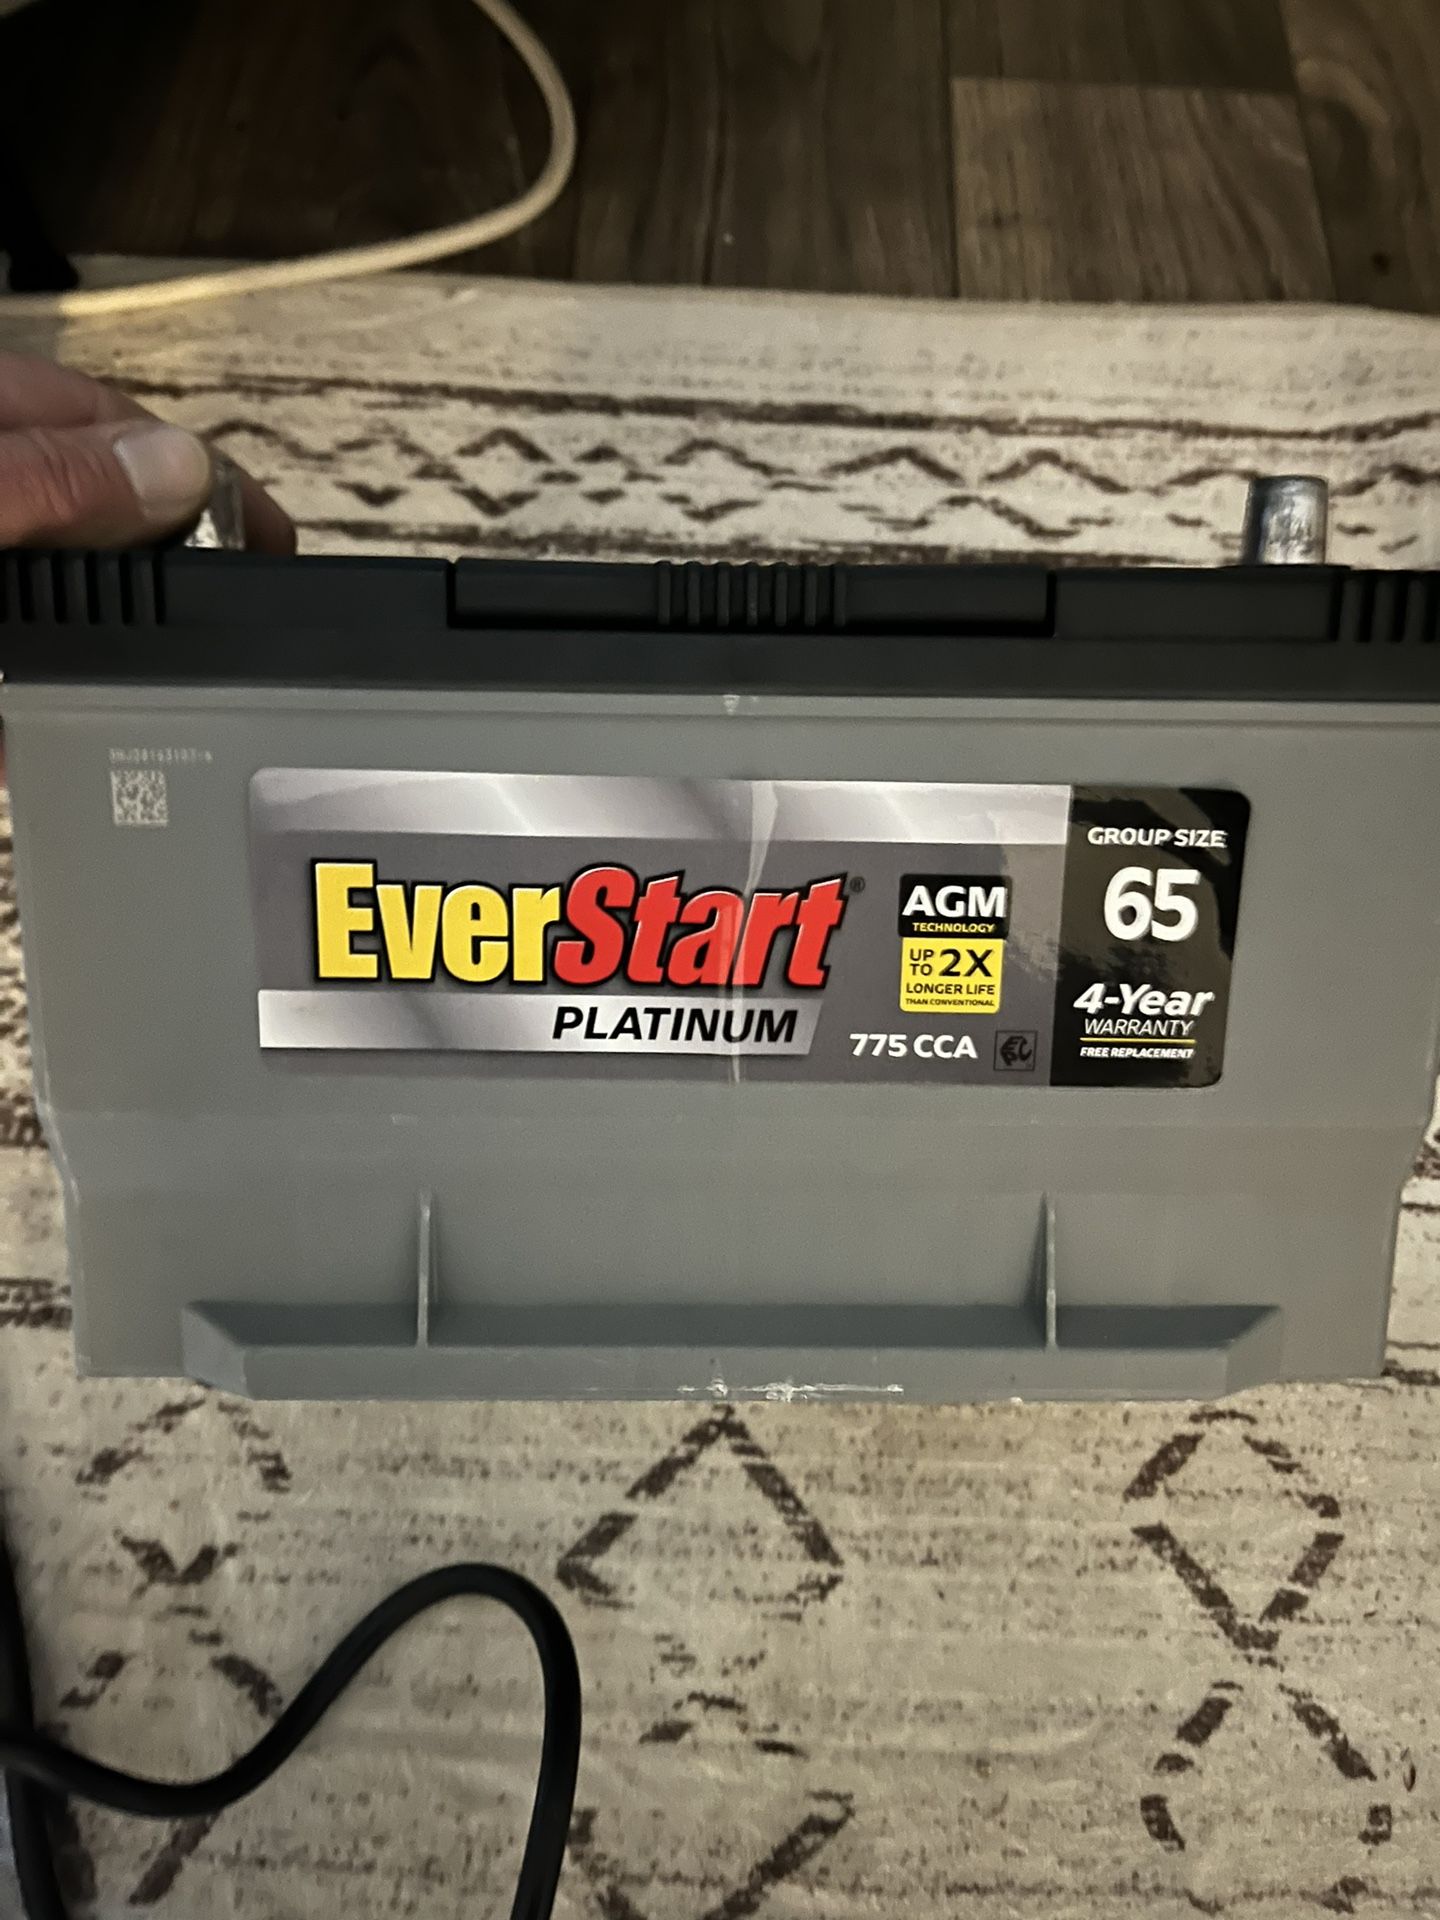 EverStart®
PLATINUM
AGM
TECHNOLOGY
UP TO 2X
LONGER LIFE
THAN CONVENTIONAL
775 CCA
GROUP SIZE
65
4-Year
WARRANTY
FREE REPLACEMENT